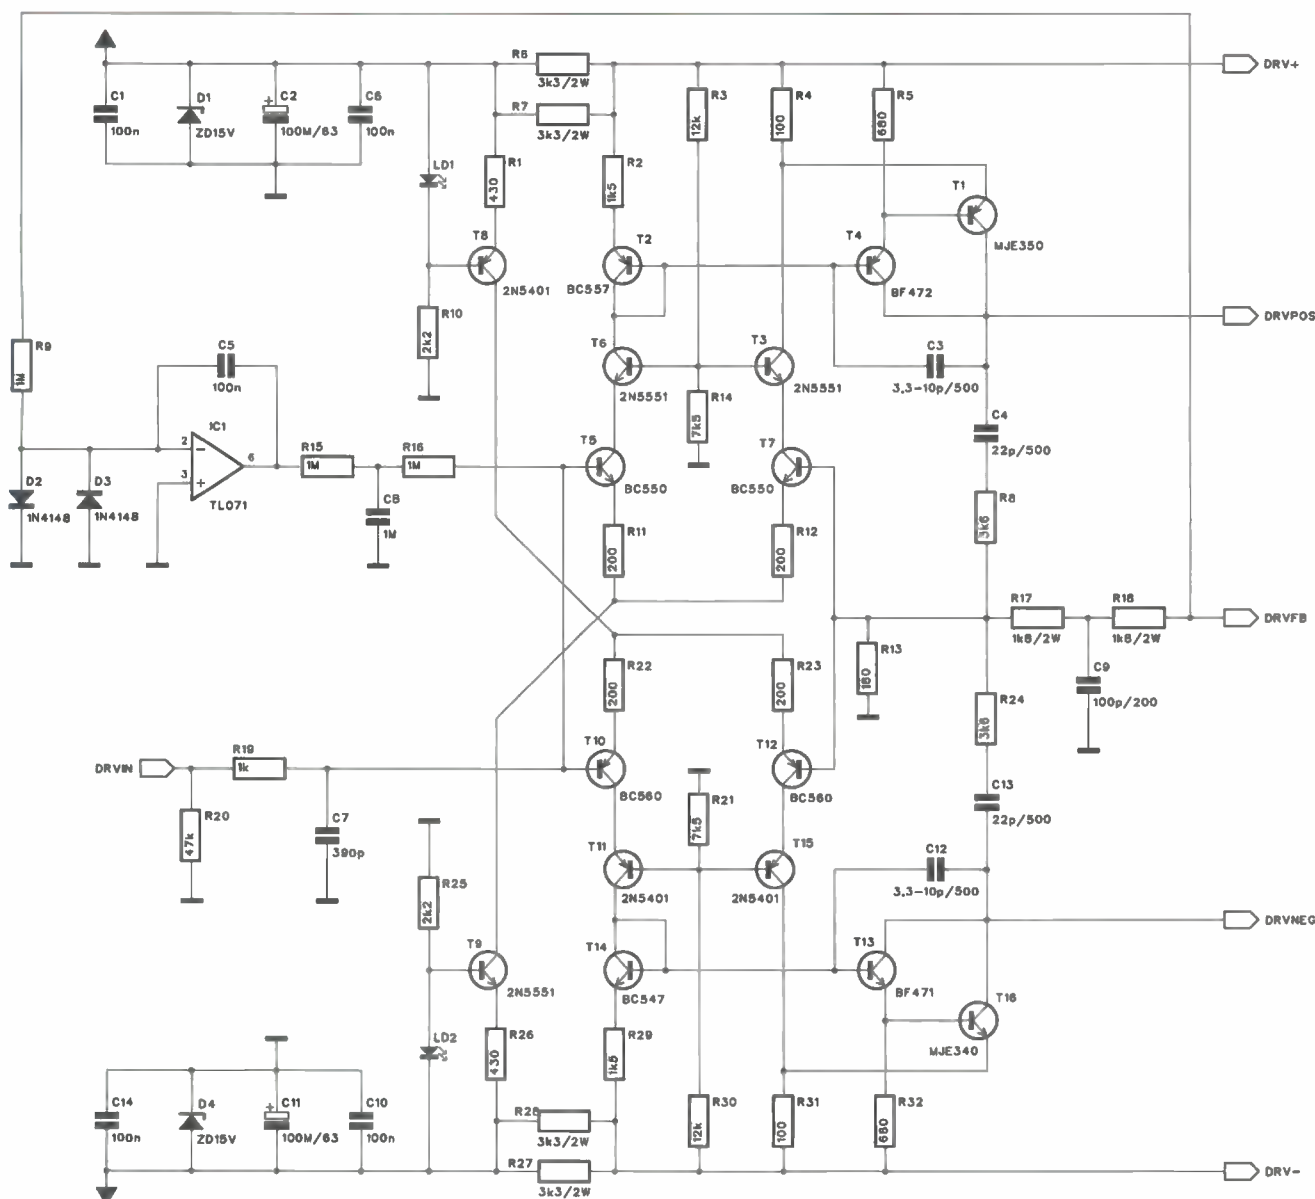 R6
3k3/2W
DRV+
C1
100n
D1
ZD15V
C2
+
100M/63
C6
100n
R7
3k3/2W
R3
12k
R4
100
R5
680
LD1
R1
430
R2
1k5
T1
MJE350
T8
2N5401
T2
BC557
T4
BF472
R10
2k2
DRVPOS
R9
1M
C5
100n
T6
2N5551
T3
2N5551
C3
3,3-10p/500
R14
7k5
C4
22p/500
IC1
2
3
6
TL071
R15
1M
R16
1M
T5
BC550
T7
BC550
D2
1N4148
D3
1N4148
C8
1M
R8
3k6
R11
200
R12
200
R17
1k8/2W
R18
1k8/2W
DRVFB
R13
180
C9
100p/200
R22
200
R23
200
R24
3k6
DRVIN
R19
1k
T10
BC560
T12
BC560
R20
47k
C7
390p
R21
7k5
C13
22p/500
T11
2N5401
T15
2N5401
C12
3,3-10p/500
R25
2k2
T9
2N5551
T14
BC547
T13
BF471
DRVNEG
T16
MJE340
LD2
R26
430
R29
1k5
C14
100n
D4
ZD15V
C11
+
100M/63
C10
100n
R28
3k3/2W
R30
12k
R31
100
R32
680
R27
3k3/2W
DRV-